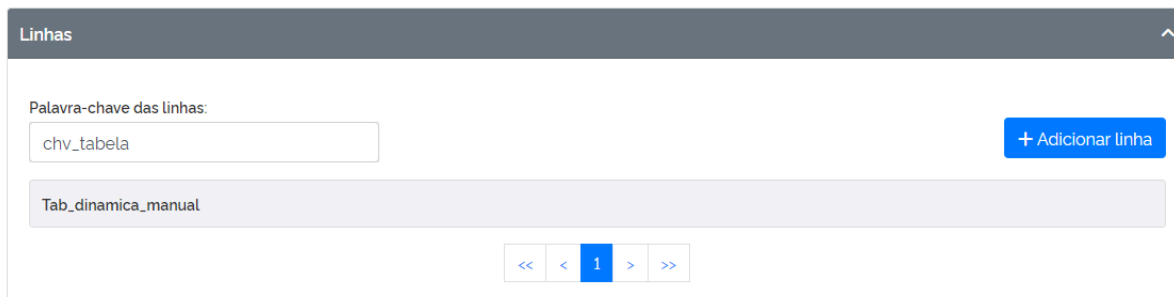 Linhas
Palavra-chave das linhas:
chv_tabela
+ Adicionar linha
Tab_dinamica_manual
<< < 1 > >>